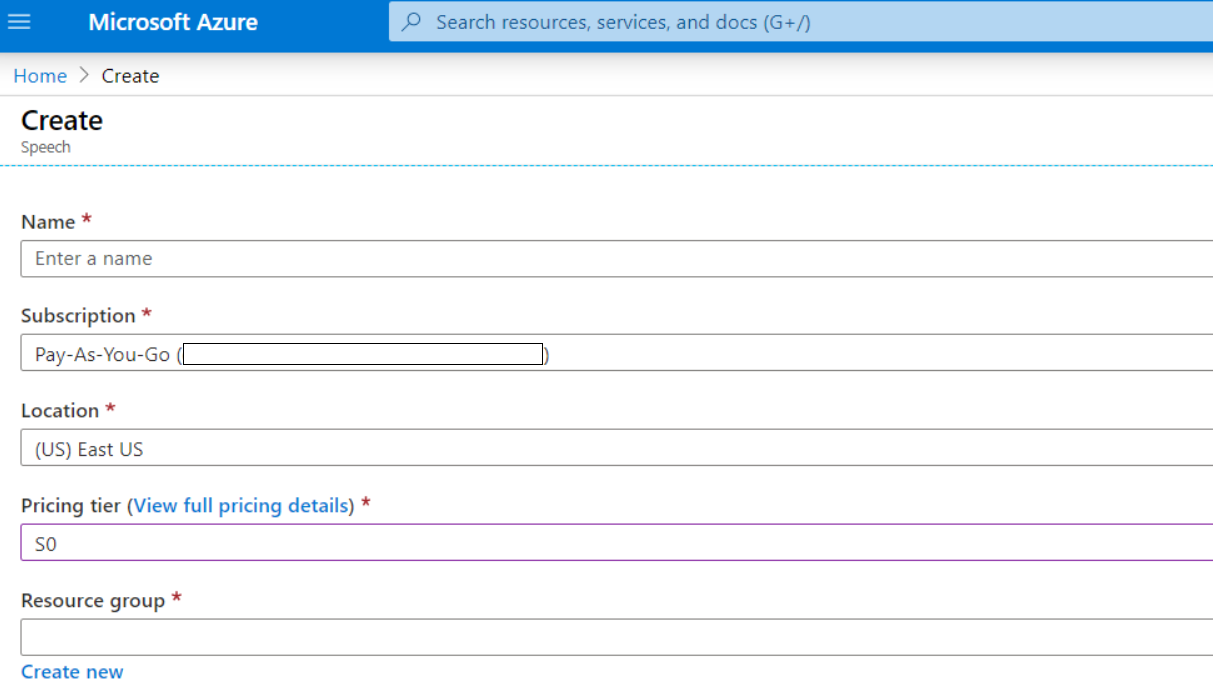 Microsoft Azure Search resources, services, and docs (G+/)
Home > Create
Create
Speech
Name *
Enter a name
Subscription *
Pay-As-You-Go ( )
Location *
(US) East US
Pricing tier (View full pricing details) *
S0
Resource group *
Create new